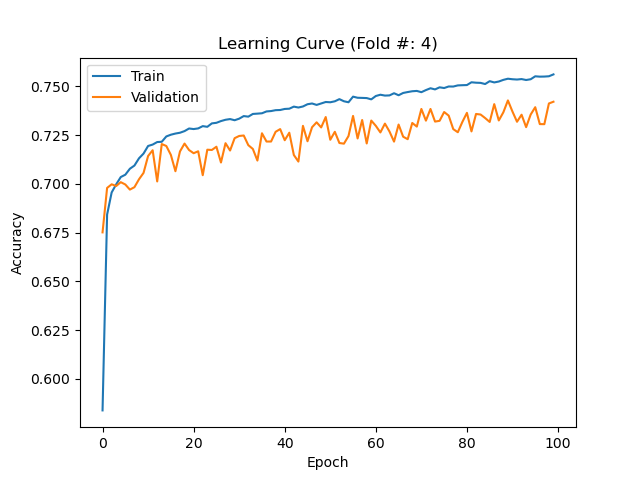 Learning Curve (Fold #: 4)
Train
Validation
0.750
0.725
0.700
0.675
0.650
0.625
0.600
Accuracy
0 20 40 60 80 100
Epoch